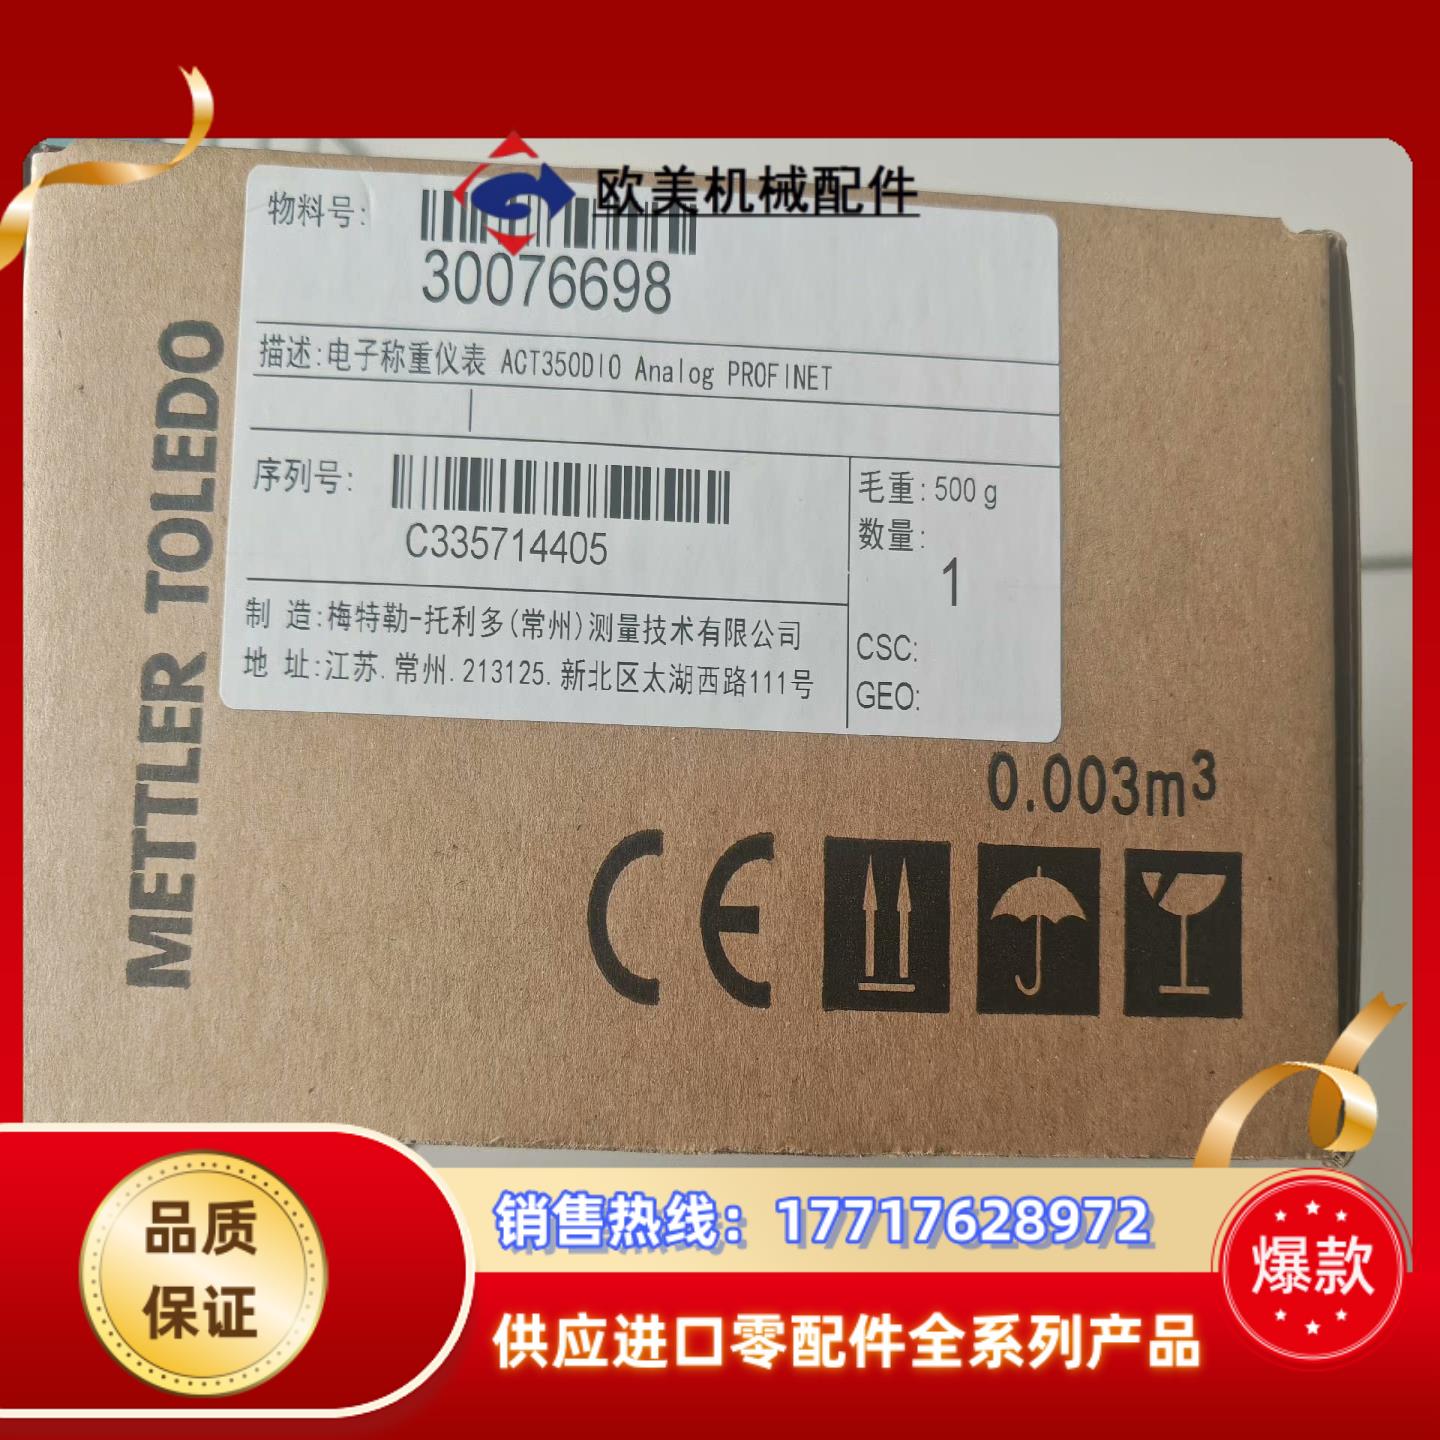 欧美机械配件
物料号:
30076698
描述:电子称重仪表 ACT350DIO Analog PROFINET
序列号:
C335714405
毛重: 500 g
数量:
1
制 造:梅特勒-托利多(常州)测量技术有限公司
地 址:江苏.常州.213125.新北区太湖西路111号
CSC:
GEO:
METTLER TOLEDO
0.003m³
CE
品质
保证
销售热线：17717628972
供应进口零配件全系列产品
爆款